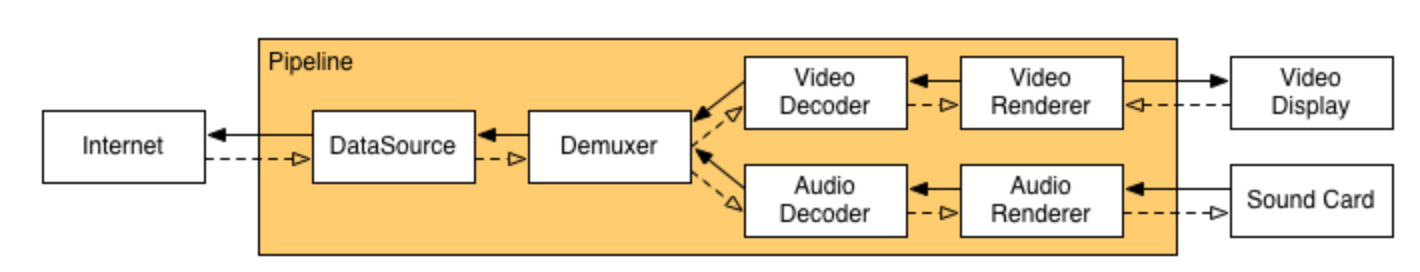 Pipeline
Internet
DataSource
Demuxer
Video
Decoder
Video
Renderer
Video
Display
Audio
Decoder
Audio
Renderer
Sound Card